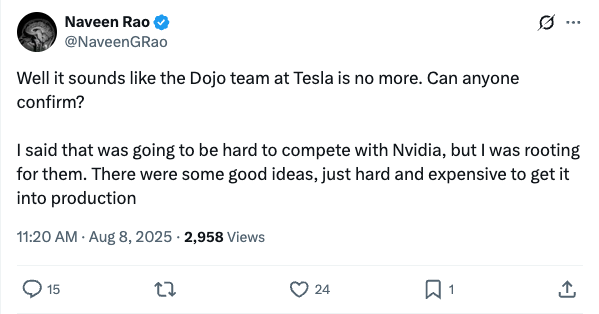 Naveen Rao
@NaveenGRao
Well it sounds like the Dojo team at Tesla is no more. Can anyone
confirm?
I said that was going to be hard to compete with Nvidia, but I was rooting
for them. There were some good ideas, just hard and expensive to get it
into production
11:20 AM · Aug 8, 2025 · 2,958 Views
15 24 1